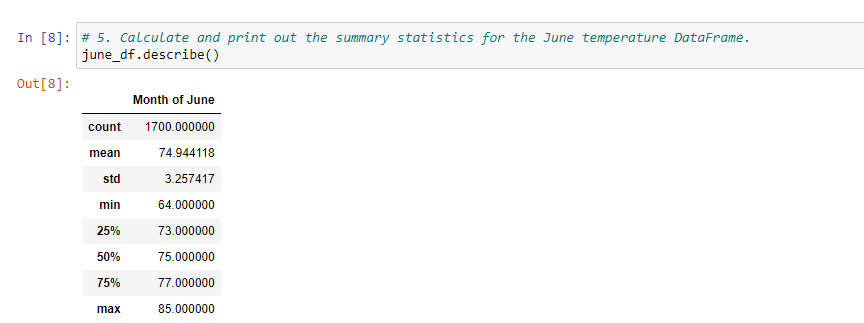 In [8]: # 5. Calculate and print out the summary statistics for the June temperature DataFrame.
june_df.describe()
Out[8]:
Month of June
count 1700.000000
mean 74.944118
std 3.257417
min 64.000000
25% 73.000000
50% 75.000000
75% 77.000000
max 85.000000